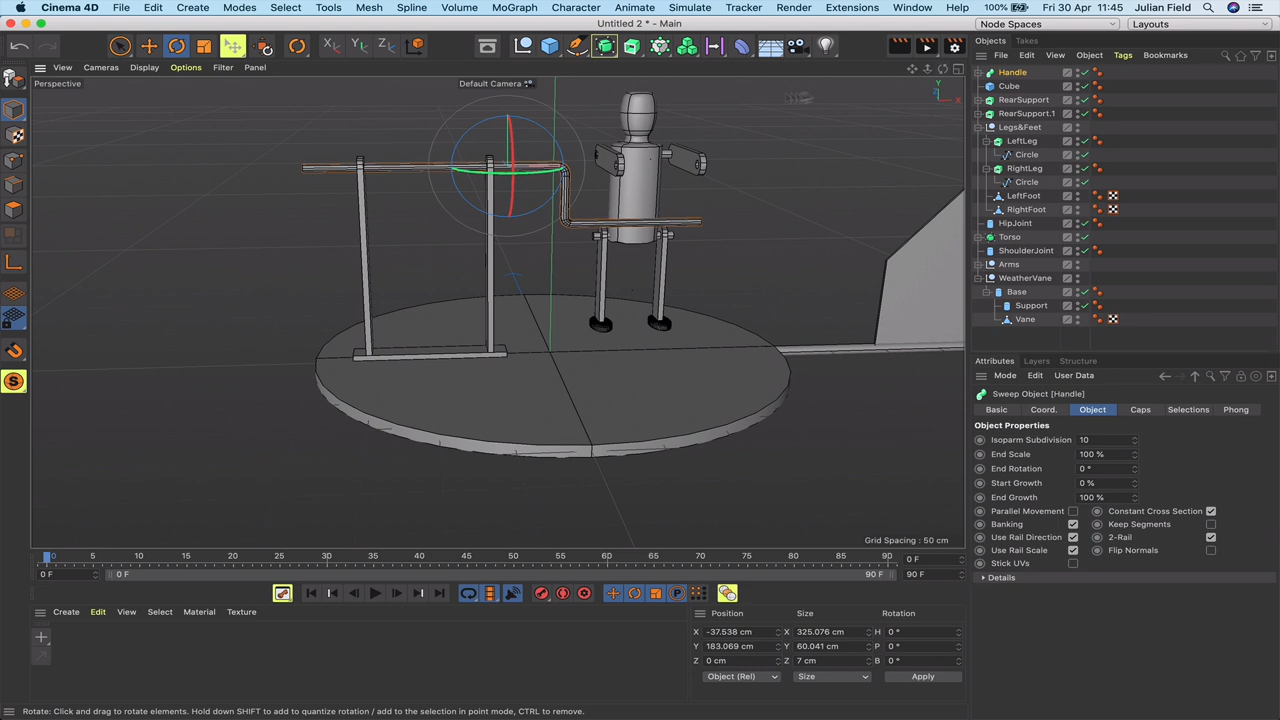 Cinema 4D File Edit Create Modes Select Tools Mesh Spline Volume MoGraph Character Animate Simulate Tracker Render Extensions Window Help 100% Fri 30 Apr 11:45 Julian Field
Untitled 2 * - Main
Node Spaces Layouts
Objects Takes
File Edit View Object Tags Bookmarks
View Cameras Display Options Filter Panel
Perspective
Default Camera
Y
Z
X
Handle
Cube
RearSupport
RearSupport.1
Legs&Feet
LeftLeg
Circle
RightLeg
Circle
LeftFoot
RightFoot
HipJoint
Torso
ShoulderJoint
Arms
WeatherVane
Base
Support
Vane
Attributes Layers Structure
Mode Edit User Data
Sweep Object [Handle]
Basic Coord. Object Caps Selections Phong
Object Properties
Isoparm Subdivision 10
End Scale 100 %
End Rotation 0 °
Start Growth 0 %
End Growth 100 %
Parallel Movement Constant Cross Section
Banking Keep Segments
Use Rail Direction 2-Rail
Use Rail Scale Flip Normals
Stick UVs
Details
Grid Spacing : 50 cm
0 5 10 15 20 25 30 35 40 45 50 55 60 65 70 75 80 85 90 0 F
0 F 0 F 90 F 90 F
Create Edit View Select Material Texture
Position Size Rotation
X -37.538 cm X 325.076 cm H 0 °
Y 183.069 cm Y 60.041 cm P 0 °
Z 0 cm Z 7 cm B 0 °
Object (Rel) Size Apply
Rotate: Click and drag to rotate elements. Hold down SHIFT to add to quantize rotation / add to the selection in point mode, CTRL to remove.